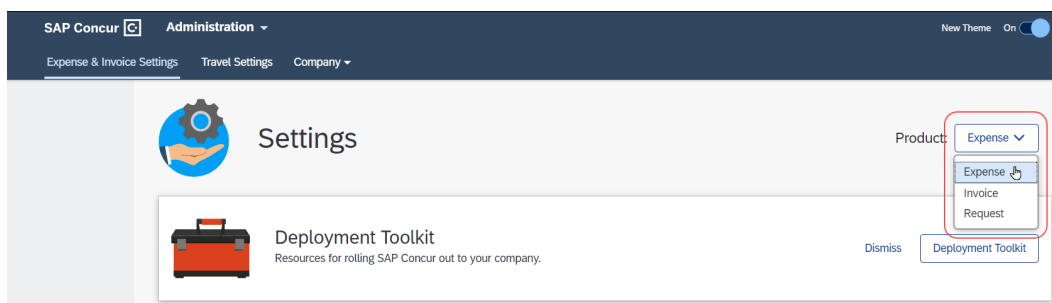 SAP Concur C Administration
New Theme On
Expense & Invoice Settings Travel Settings Company
Settings
Product: Expense
Expense
Invoice
Request
Deployment Toolkit
Resources for rolling SAP Concur out to your company.
Dismiss Deployment Toolkit